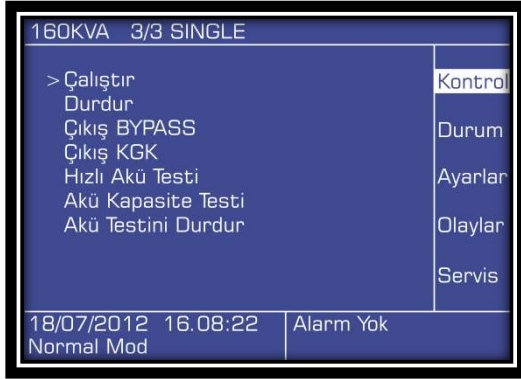 160KVA 3/3 SINGLE
>Çalıştır
Durdur
Çıkış BYPASS
Çıkış KGK
Hızlı Akü Testi
Akü Kapasite Testi
Akü Testini Durdur
Kontrol
Durum
Ayarlar
Olaylar
Servis
18/07/2012 16.08:22
Normal Mod
Alarm Yok